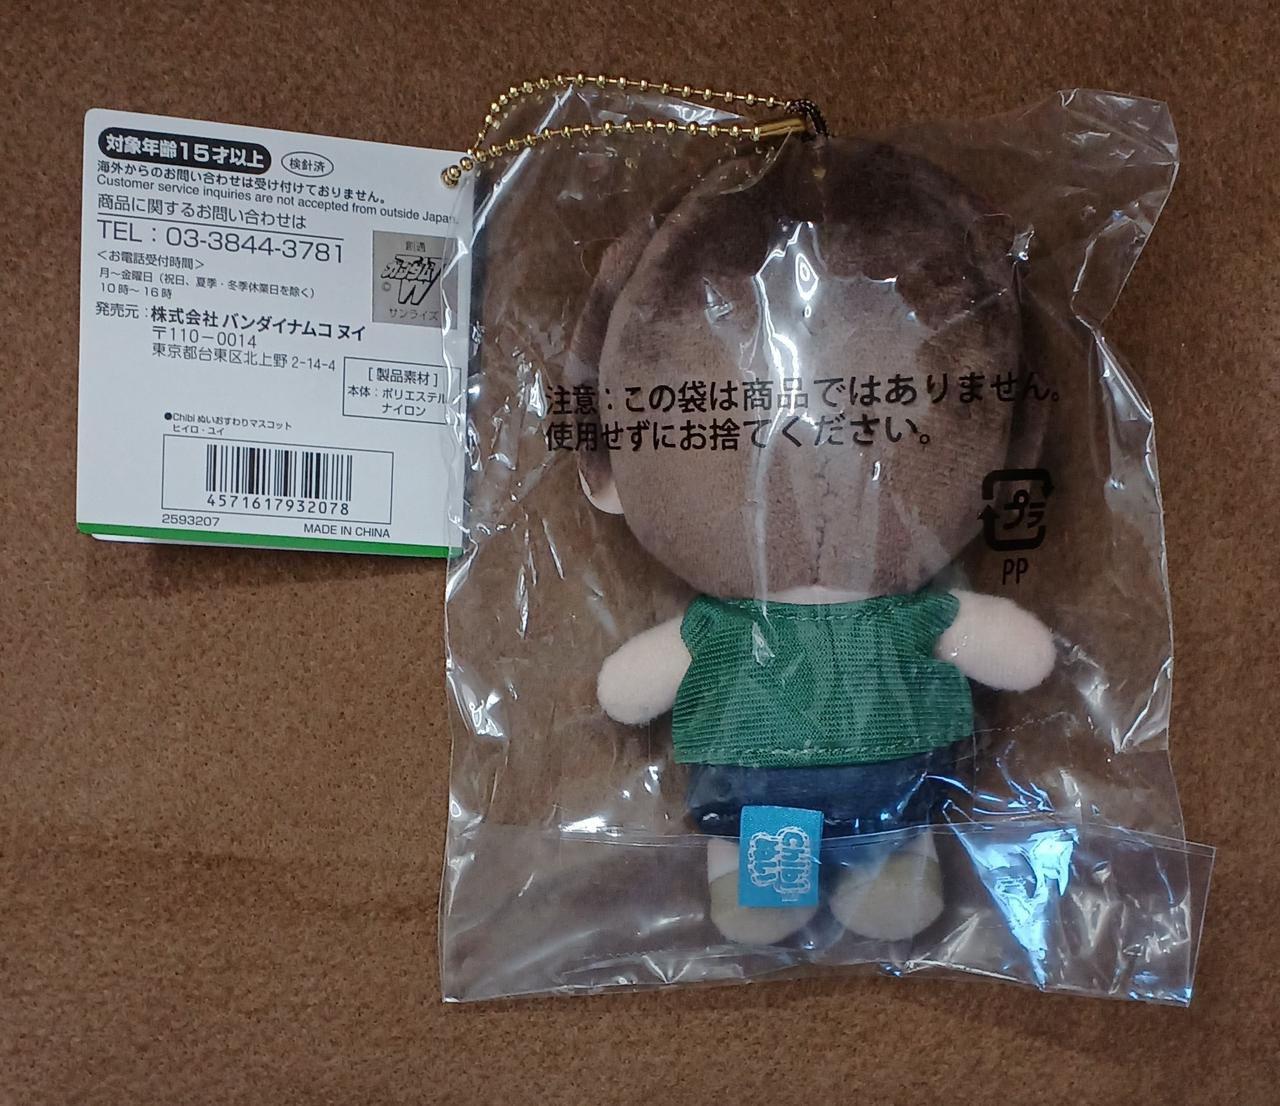 対象年齢15才以上
検針済
海外からのお問い合わせは受け付けておりません。
Customer service inquiries are not accepted from outside Japan.
商品に関するお問い合わせは
TEL：03-3844-3781
<お電話受付時間>
月～金曜日（祝日、夏季・冬季休業日を除く）
10時～16時
発売元：株式会社 バンダイナムコ ヌイ
〒110－0014
東京都台東区北上野 2-14-4
創通
ガンダムW
©
サンライズ
［製品素材］
本体：ポリエステル
ナイロン
●Chibi ぬいおすわりマスコット
ヒイロ・ユイ
4571617932078
2593207
MADE IN CHINA
注意：この袋は商品ではありません。
使用せずにお捨てください。
プラ
PP
Chibi
ぬい